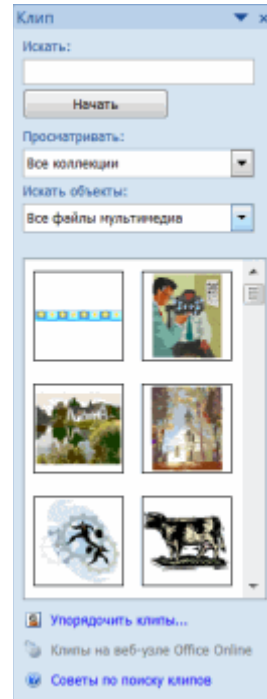 Клип
Искать:
Начать
Просматривать:
Все коллекции
Искать объекты:
Все файлы мультимедиа
Упорядочить клипы...
Клипы на веб-узле Office Online
Советы по поиску клипов